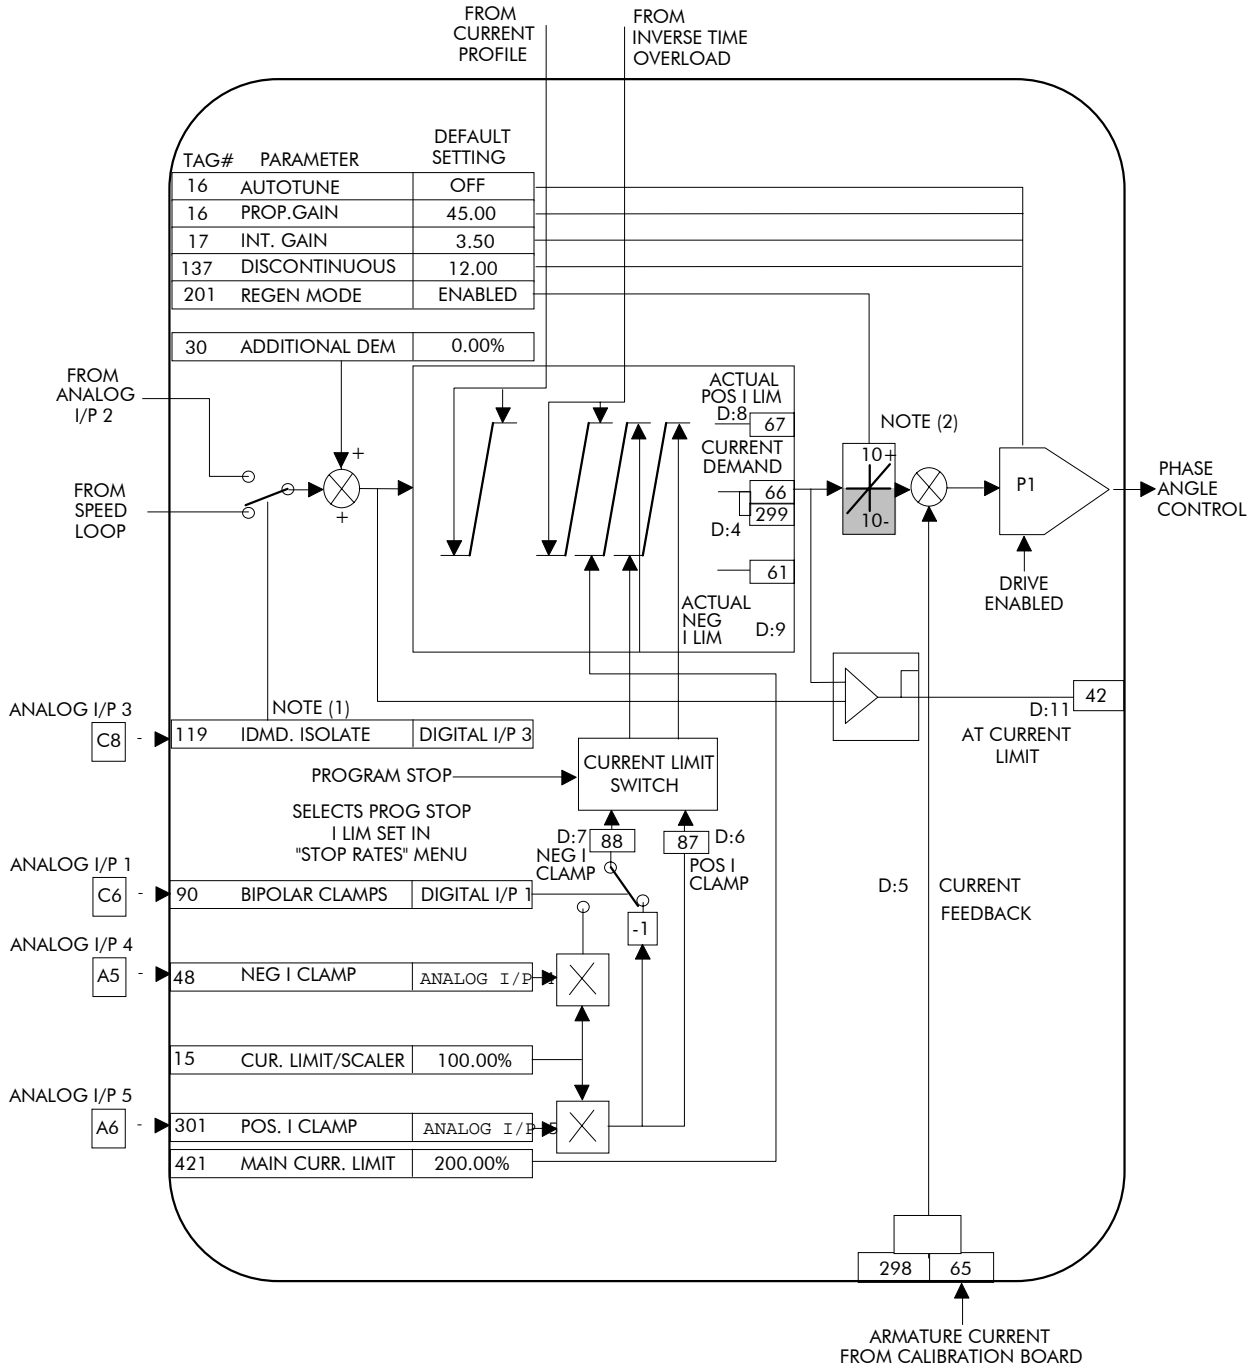 FROM
CURRENT
PROFILE
FROM
INVERSE TIME
OVERLOAD
TAG# PARAMETER DEFAULT SETTING
16 AUTOTUNE OFF
16 PROP.GAIN 45.00
17 INT. GAIN 3.50
137 DISCONTINUOUS 12.00
201 REGEN MODE ENABLED
30 ADDITIONAL DEM 0.00%
FROM
ANALOG
I/P 2
FROM
SPEED
LOOP
+
+
ACTUAL
POS I LIM
D:8
67
CURRENT
DEMAND
66
299
D:4
61
ACTUAL
NEG
I LIM
D:9
NOTE (2)
10+
10-
P1
PHASE
ANGLE
CONTROL
DRIVE
ENABLED
42
D:11
AT CURRENT
LIMIT
ANALOG I/P 3
C8 -
NOTE (1)
119 IDMD. ISOLATE DIGITAL I/P 3
PROGRAM STOP
CURRENT LIMIT
SWITCH
SELECTS PROG STOP
I LIM SET IN
"STOP RATES" MENU
D:7
88
87
D:6
NEG I
CLAMP
POS I
CLAMP
ANALOG I/P 1
C6 -
90 BIPOLAR CLAMPS DIGITAL I/P 1
-1
D:5 CURRENT
FEEDBACK
ANALOG I/P 4
A5 -
48 NEG I CLAMP ANALOG I/P
15 CUR. LIMIT/SCALER 100.00%
ANALOG I/P 5
A6 -
301 POS. I CLAMP ANALOG I/P
421 MAIN CURR. LIMIT 200.00%
298 65
ARMATURE CURRENT
FROM CALIBRATION BOARD